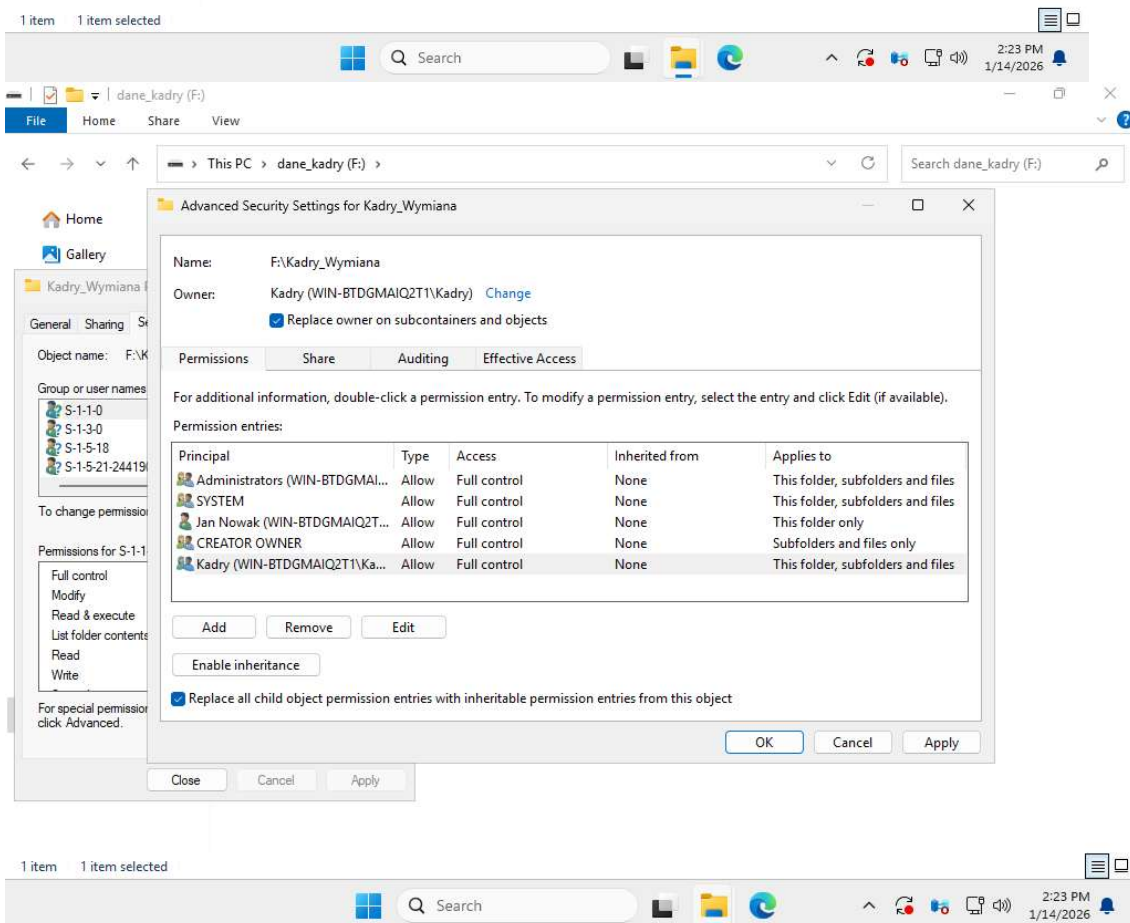 1 item 1 item selected
Search
2:23 PM
1/14/2026
dane_kadry (F:)
File Home Share View
This PC > dane_kadry (F:) >
Search dane_kadry (F:)
Home
Gallery
Kadry_Wymiana
General Sharing
Object name: F:\K
Group or user names
S-1-1-0
S-1-3-0
S-1-5-18
S-1-5-21-24419
To change permission
Permissions for S-1-1
Full control
Modify
Read & execute
List folder contents
Read
Write
For special permission
click Advanced.
Close Cancel Apply
Advanced Security Settings for Kadry_Wymiana
Name: F:\Kadry_Wymiana
Owner: Kadry (WIN-BTDGMAIQ2T1\Kadry) Change
Replace owner on subcontainers and objects
Permissions Share Auditing Effective Access
For additional information, double-click a permission entry. To modify a permission entry, select the entry and click Edit (if available).
Permission entries:
Principal Type Access Inherited from Applies to
Administrators (WIN-BTDGMAI... Allow Full control None This folder, subfolders and files
SYSTEM Allow Full control None This folder, subfolders and files
Jan Nowak (WIN-BTDGMAIQ2T... Allow Full control None This folder only
CREATOR OWNER Allow Full control None Subfolders and files only
Kadry (WIN-BTDGMAIQ2T1\Ka... Allow Full control None This folder, subfolders and files
Add Remove Edit
Enable inheritance
Replace all child object permission entries with inheritable permission entries from this object
OK Cancel Apply
1 item 1 item selected
Search
2:23 PM
1/14/2026